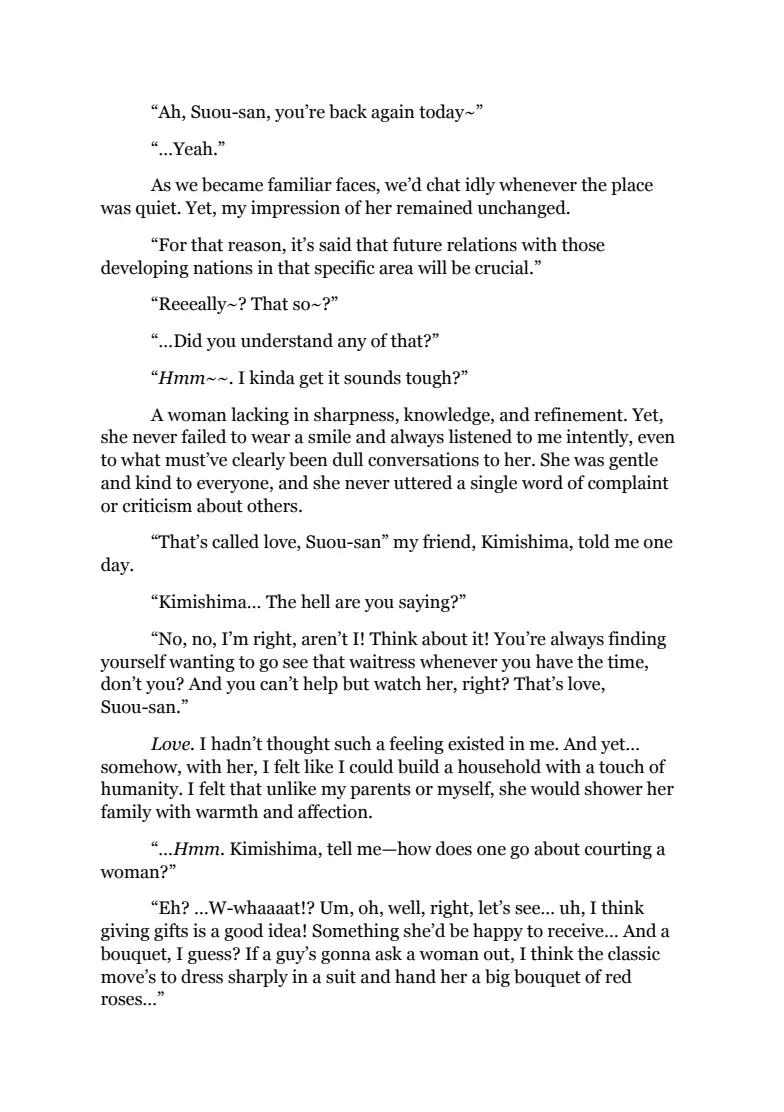 “Ah, Suou-san, you’re back again today~”
“…Yeah.”
As we became familiar faces, we’d chat idly whenever the place
was quiet. Yet, my impression of her remained unchanged.
“For that reason, it’s said that future relations with those
developing nations in that specific area will be crucial.”
“Reeeally~? That so~?”
“…Did you understand any of that?”
“Hmm~~. I kinda get it sounds tough?”
A woman lacking in sharpness, knowledge, and refinement. Yet,
she never failed to wear a smile and always listened to me intently, even
to what must’ve clearly been dull conversations to her. She was gentle
and kind to everyone, and she never uttered a single word of complaint
or criticism about others.
“That’s called love, Suou-san” my friend, Kimishima, told me one
day.
“Kimishima… The hell are you saying?”
“No, no, I’m right, aren’t I! Think about it! You’re always finding
yourself wanting to go see that waitress whenever you have the time,
don’t you? And you can’t help but watch her, right? That’s love,
Suou-san.”
Love. I hadn’t thought such a feeling existed in me. And yet…
somehow, with her, I felt like I could build a household with a touch of
humanity. I felt that unlike my parents or myself, she would shower her
family with warmth and affection.
“…Hmm. Kimishima, tell me—how does one go about courting a
woman?”
“Eh? …W-whaaaat!? Um, oh, well, right, let’s see… uh, I think
giving gifts is a good idea! Something she’d be happy to receive… And a
bouquet, I guess? If a guy’s gonna ask a woman out, I think the classic
move’s to dress sharply in a suit and hand her a big bouquet of red
roses…”